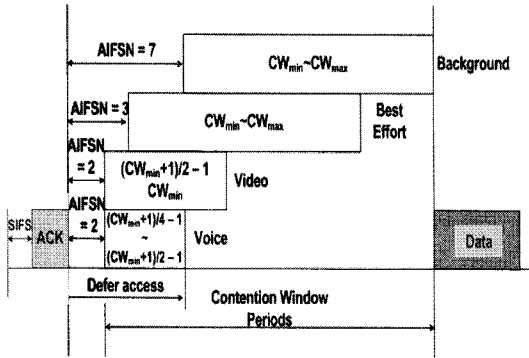 AIFSN = 7
CWmin~CWmax
Background
AIFSN = 3
CWmin~CWmax
Best
Effort
AIFSN
= 2
(CWmin+1)/2 – 1
CWmin
Video
AIFSN
= 2
(CWmin+1)/4 – 1
~
(CWmin+1)/2 – 1
Voice
SIFS
ACK
Data
Defer access
Contention Window
Periods